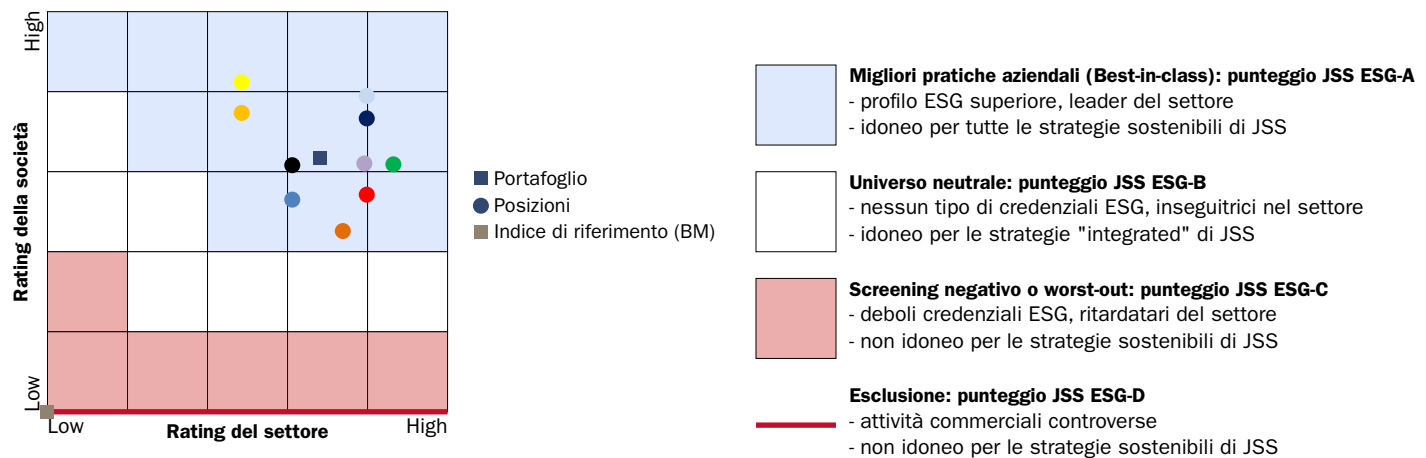 High
Rating della società
Low
Low
Rating del settore
High
Portafoglio
Posizioni
Indice di riferimento (BM)
Migliori pratiche aziendali (Best-in-class): punteggio JSS ESG-A
- profilo ESG superiore, leader del settore
- idoneo per tutte le strategie sostenibili di JSS
Universo neutrale: punteggio JSS ESG-B
- nessun tipo di credenziali ESG, inseguitrici nel settore
- idoneo per le strategie "integrated" di JSS
Screening negativo o worst-out: punteggio JSS ESG-C
- deboli credenziali ESG, ritardatari del settore
- non idoneo per le strategie sostenibili di JSS
Esclusione: punteggio JSS ESG-D
- attività commerciali controverse
- non idoneo per le strategie sostenibili di JSS